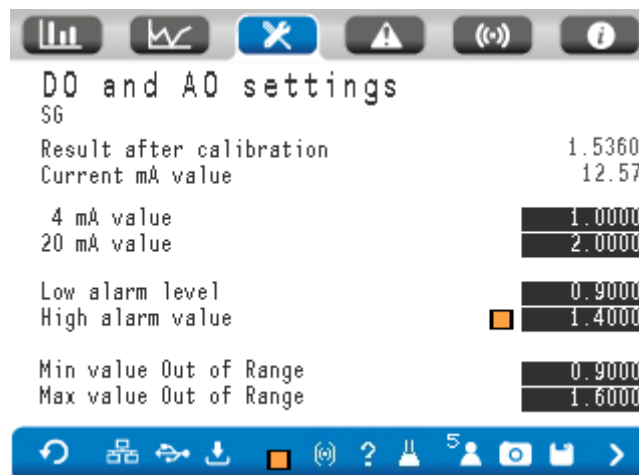 DO and AO settings
SG
Result after calibration 1.5360
Current mA value 12.57
4 mA value 1.0000
20 mA value 2.0000
Low alarm level 0.9000
High alarm value 1.4000
Min value Out of Range 0.9000
Max value Out of Range 1.6000
? 5